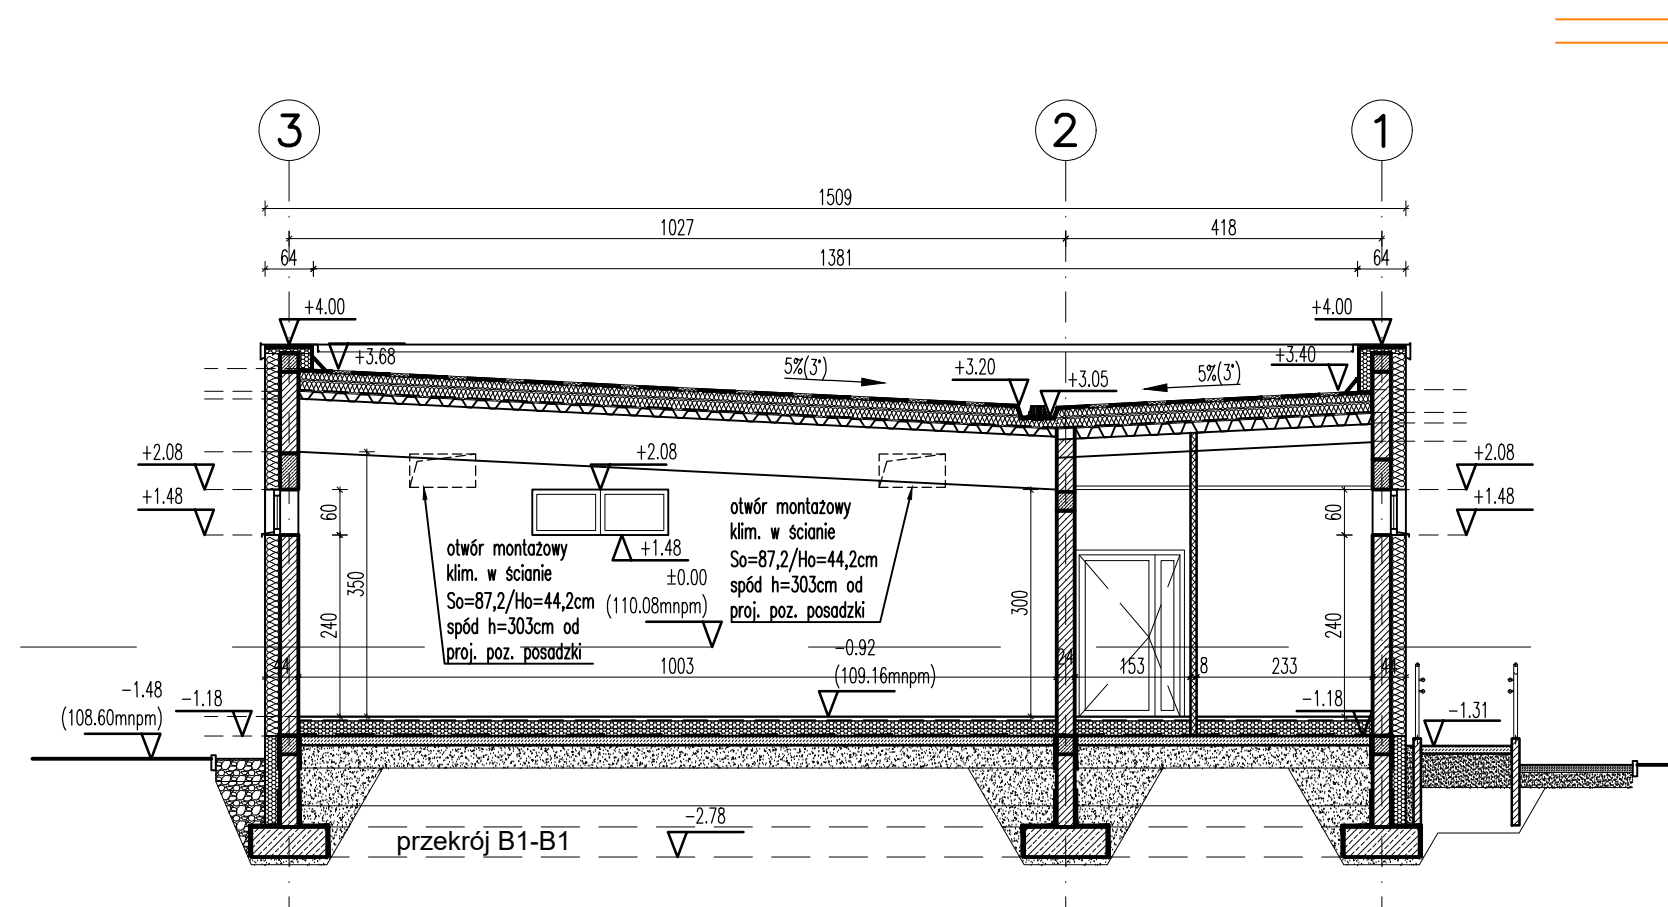 3 2 1
1509
1027 418
64 1381 64
+4.00 +4.00
+3.68 5%(3°) +3.20 +3.05 5%(3°) +3.40
+2.08 +2.08 +2.08
+1.48 +1.48
60 60
otwór montażowy
klim. w ścianie
So=87,2/Ho=44,2cm
spód h=303cm od
proj. poz. posadzki
+1.48
±0.00
(110.08mnpm)
otwór montażowy
klim. w ścianie
So=87,2/Ho=44,2cm
spód h=303cm od
proj. poz. posadzki
240 350 300 240
-0.92
(109.16mnpm)
44 1003 24 153 8 233 44
-1.48
(108.60mnpm)
-1.18 -1.18 -1.31
-2.78
przekrój B1-B1